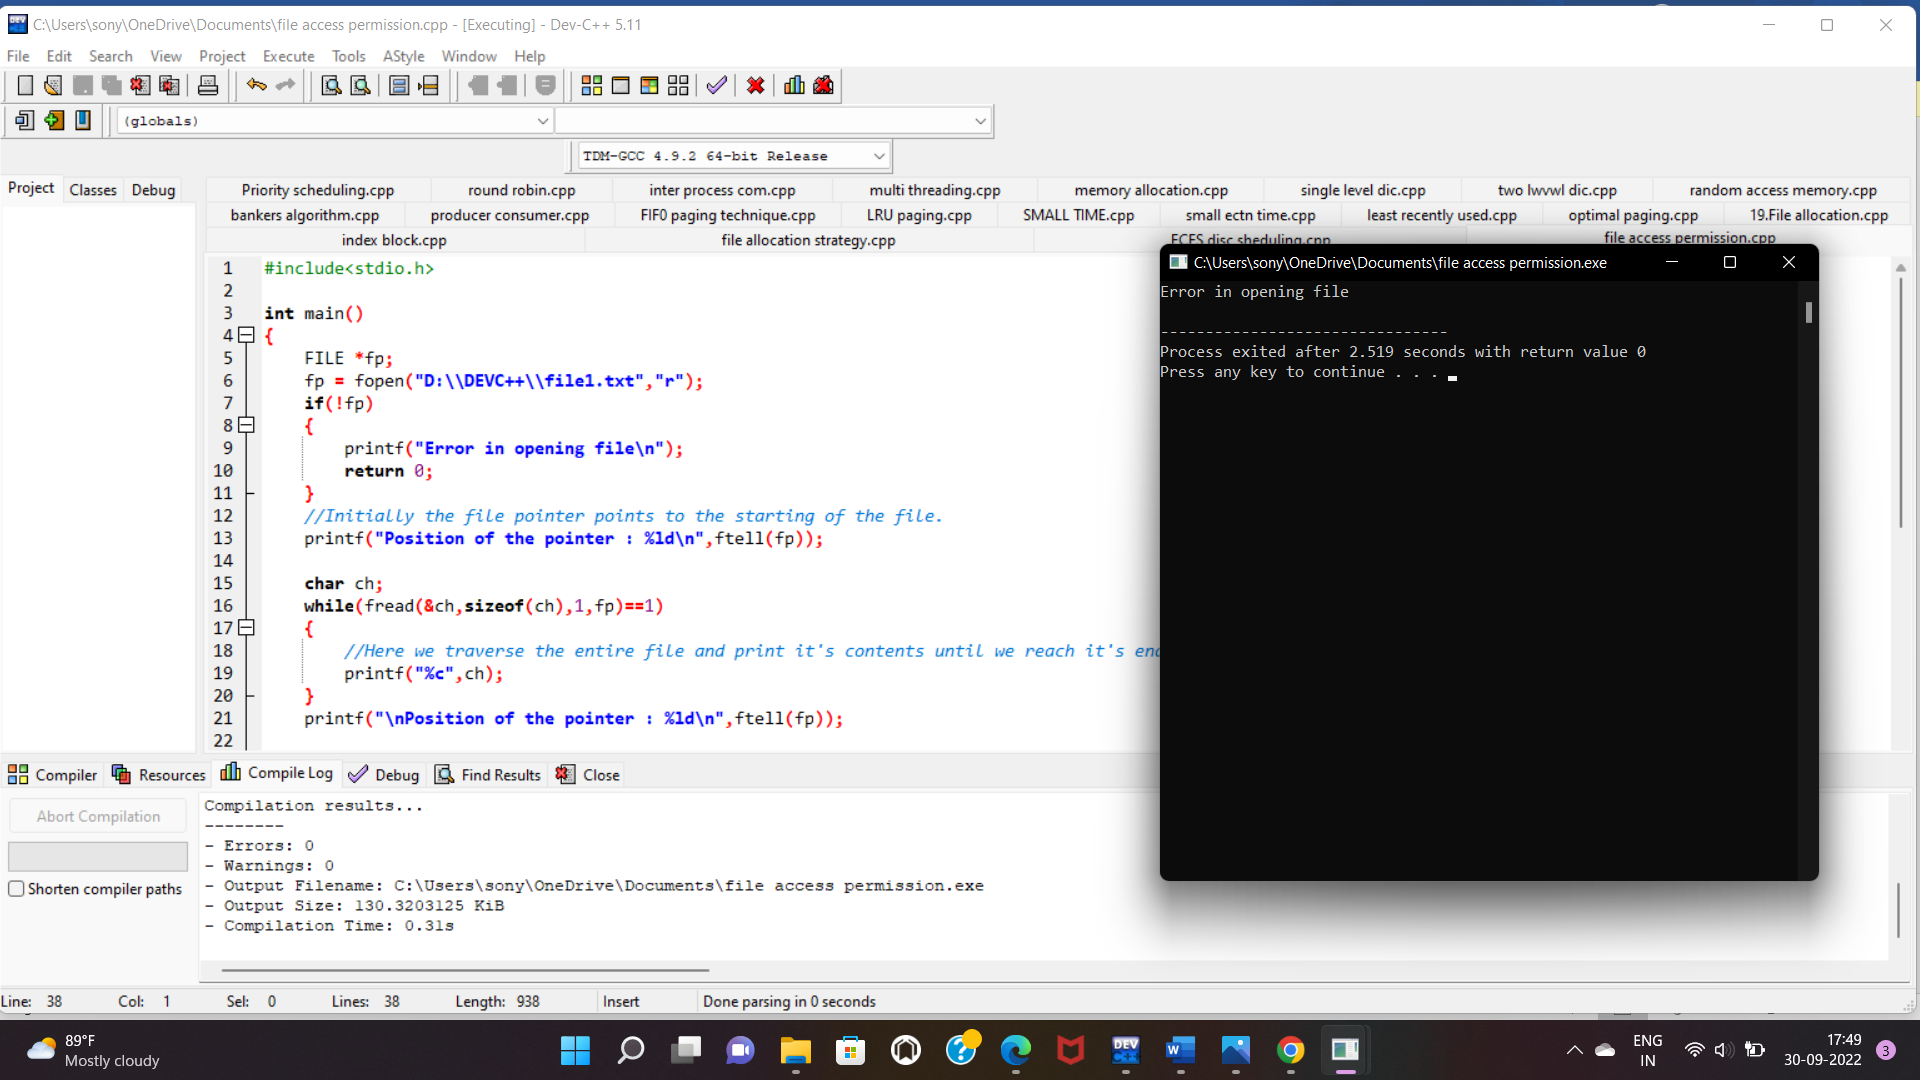 C:\Users\sony\OneDrive\Documents\file access permission.cpp - [Executing] - Dev-C++ 5.11
File Edit Search View Project Execute Tools AStyle Window Help
(globals)
TDM-GCC 4.9.2 64-bit Release
Project Classes Debug
Priority scheduling.cpp round robin.cpp inter process com.cpp multi threading.cpp memory allocation.cpp single level dic.cpp two lwvwl dic.cpp random access memory.cpp
bankers algorithm.cpp producer consumer.cpp FIF0 paging technique.cpp LRU paging.cpp SMALL TIME.cpp small ectn time.cpp least recently used.cpp optimal paging.cpp 19.File allocation.cpp
index block.cpp file allocation strategy.cpp FCFS disc sheduling.cpp file access permission.cpp
1 #include<stdio.h>
2
3 int main()
4 {
5 FILE *fp;
6 fp = fopen("D:\\DEVC++\\file1.txt","r");
7 if(!fp)
8 {
9 printf("Error in opening file\n");
10 return 0;
11 }
12 //Initially the file pointer points to the starting of the file.
13 printf("Position of the pointer : %ld\n",ftell(fp));
14
15 char ch;
16 while(fread(&ch,sizeof(ch),1,fp)==1)
17 {
18 //Here we traverse the entire file and print it's contents until we reach it's end
19 printf("%c",ch);
20 }
21 printf("\nPosition of the pointer : %ld\n",ftell(fp));
22
C:\Users\sony\OneDrive\Documents\file access permission.exe
Error in opening file
--------------------------------
Process exited after 2.519 seconds with return value 0
Press any key to continue . . .
Compiler Resources Compile Log Debug Find Results Close
Abort Compilation
Shorten compiler paths
Compilation results...
--------
- Errors: 0
- Warnings: 0
- Output Filename: C:\Users\sony\OneDrive\Documents\file access permission.exe
- Output Size: 130.3203125 KiB
- Compilation Time: 0.31s
Line: 38 Col: 1 Sel: 0 Lines: 38 Length: 938 Insert Done parsing in 0 seconds
89°F
Mostly cloudy
DEV
C++
W
ENG
IN
17:49
30-09-2022
3